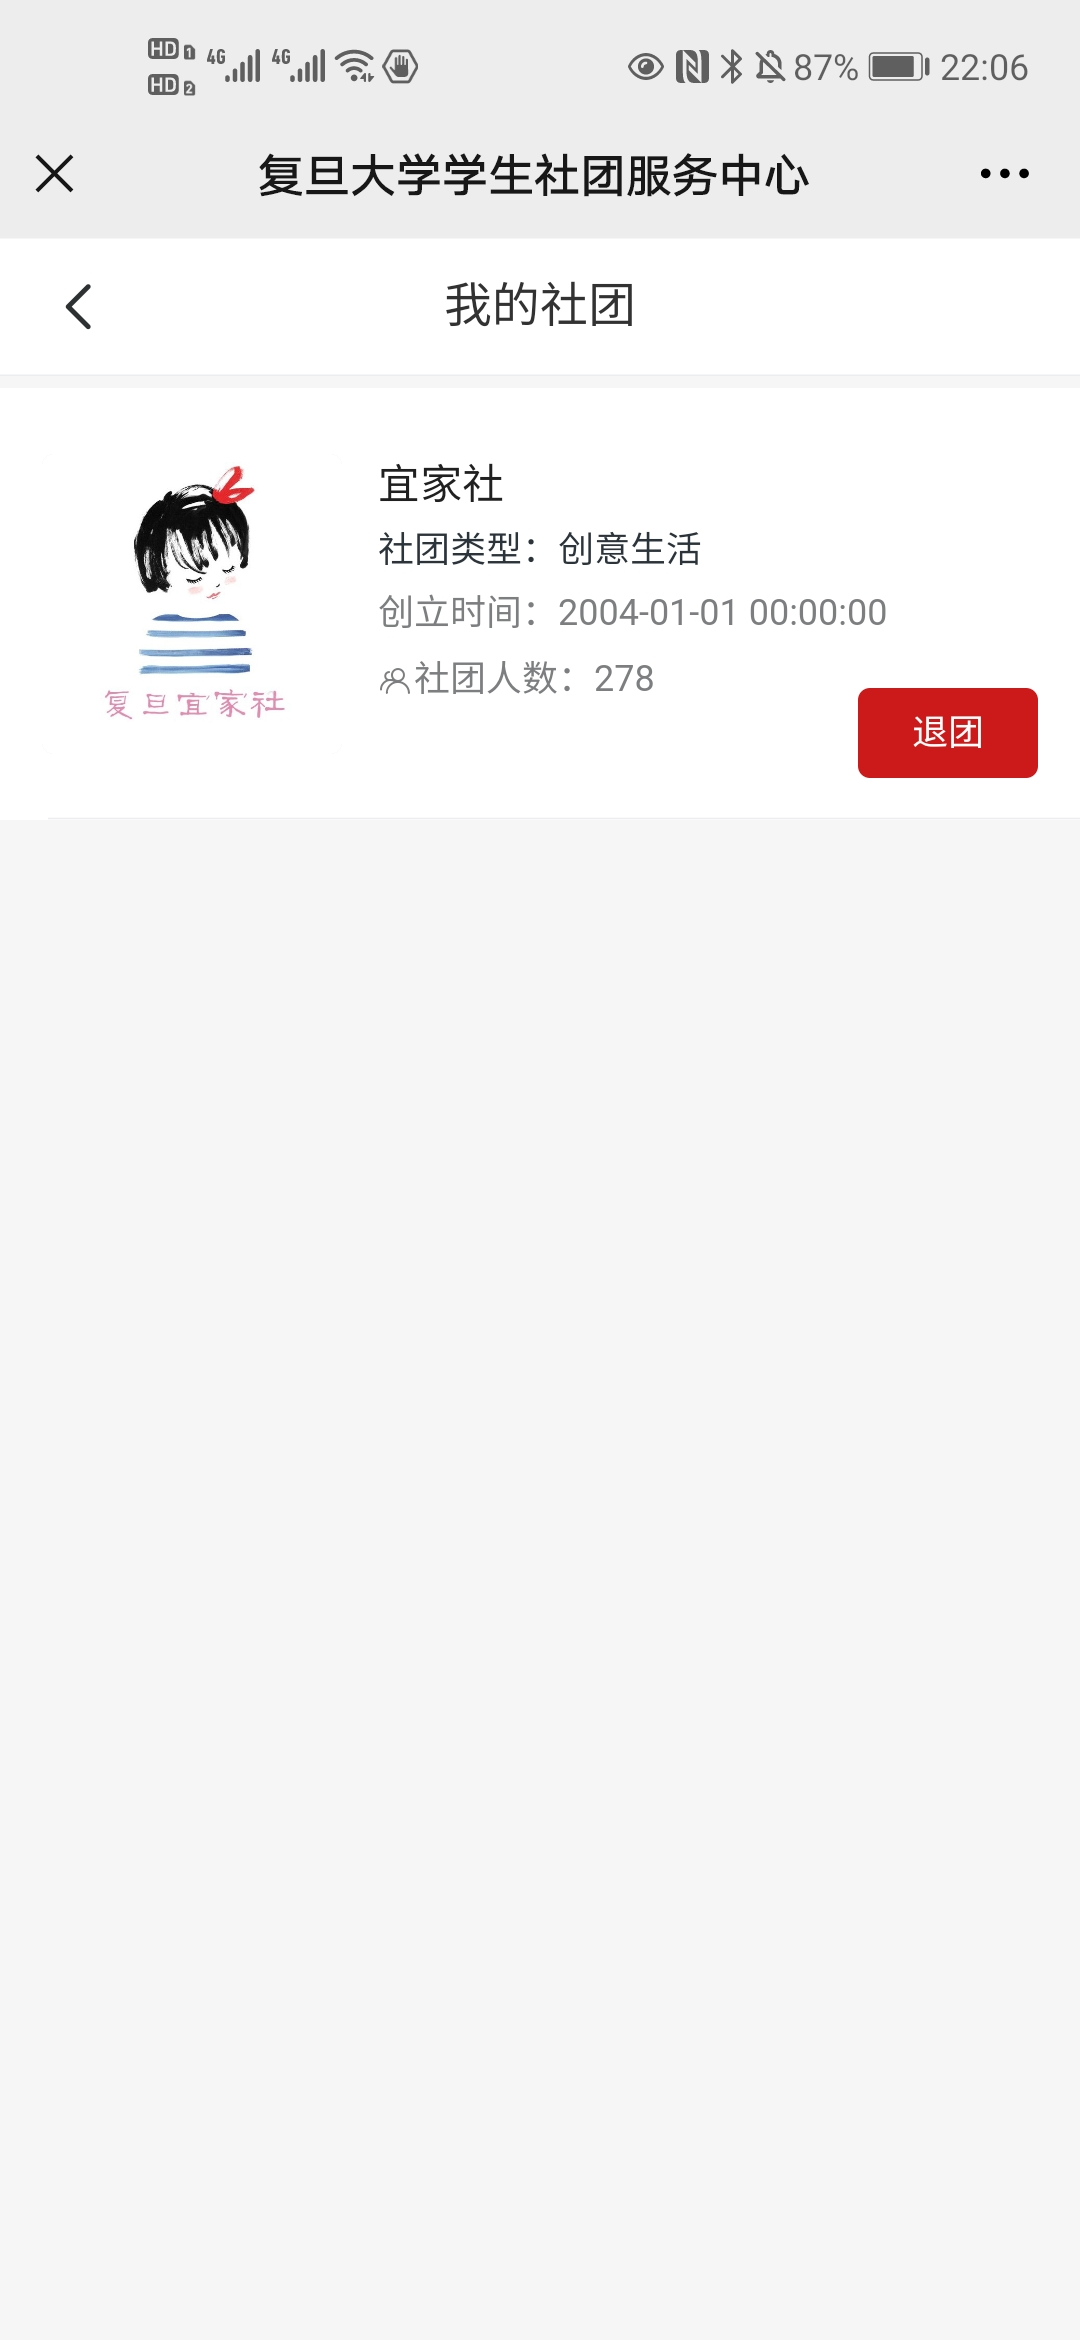 HD 1 4G 4G 87% 22:06
HD 2
复旦大学学生社团服务中心
我的社团
宜家社
社团类型：创意生活
创立时间：2004-01-01 00:00:00
社团人数：278
复旦宜家社
退团